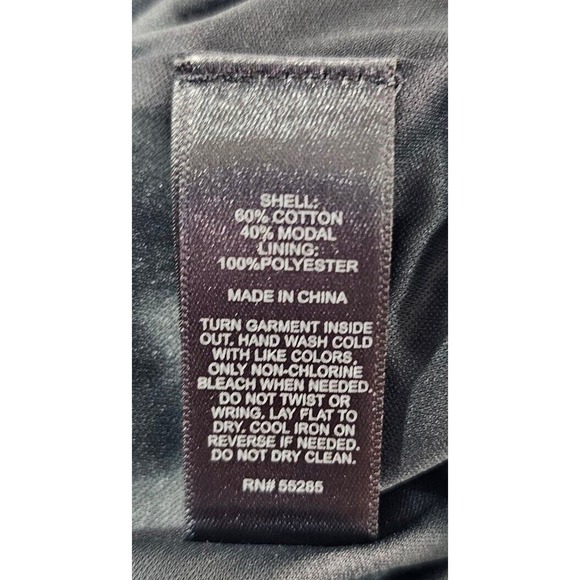 SHELL:
60% COTTON
40% MODAL
LINING:
100%POLYESTER
MADE IN CHINA
TURN GARMENT INSIDE
OUT. HAND WASH COLD
WITH LIKE COLORS.
ONLY NON-CHLORINE
BLEACH WHEN NEEDED.
DO NOT TWIST OR
WRING. LAY FLAT TO
DRY. COOL IRON ON
REVERSE IF NEEDED.
DO NOT DRY CLEAN.
RN# 55285